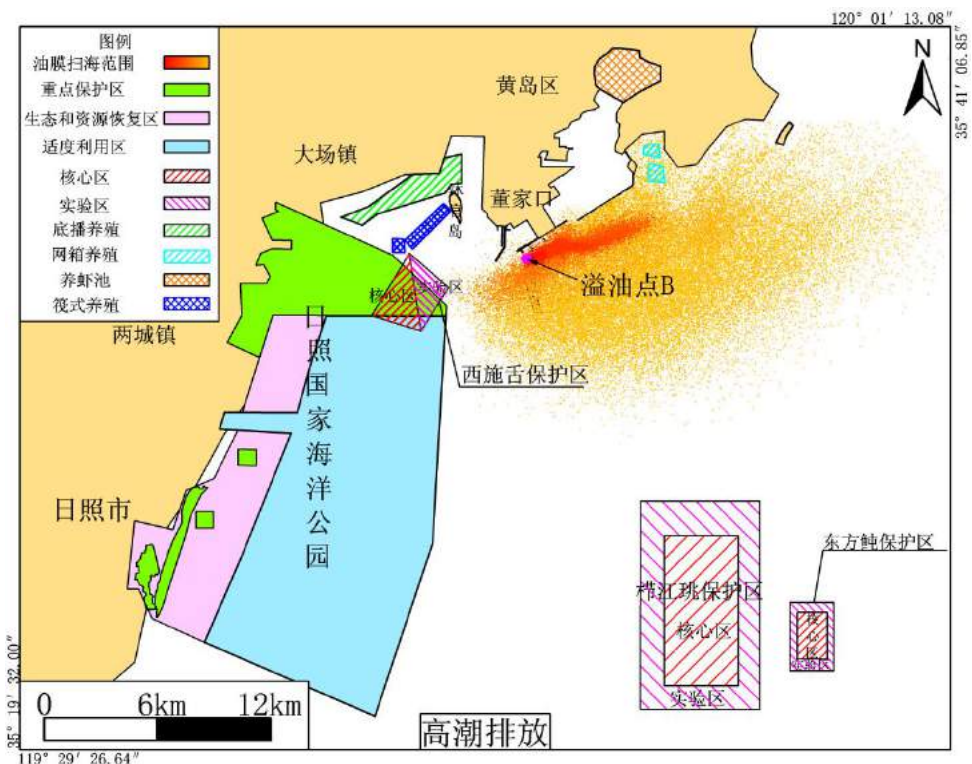 120° 01′ 13.08″
35° 41′ 06.85″
N
图例
油膜扫海范围
重点保护区
生态和资源恢复区
适度利用区
核心区
实验区
底播养殖
网箱养殖
养虾池
筏式养殖
黄岛区
大场镇
董家口
岛
溢油点B
核心区
实验区
两城镇
西施舌保护区
日照国家海洋公园
日照市
东方鲀保护区
栉江珧保护区
核心区
实验区
核心区
实验区
0 6km 12km
高潮排放
35° 19′ 32.00″
119° 29′ 26.64″